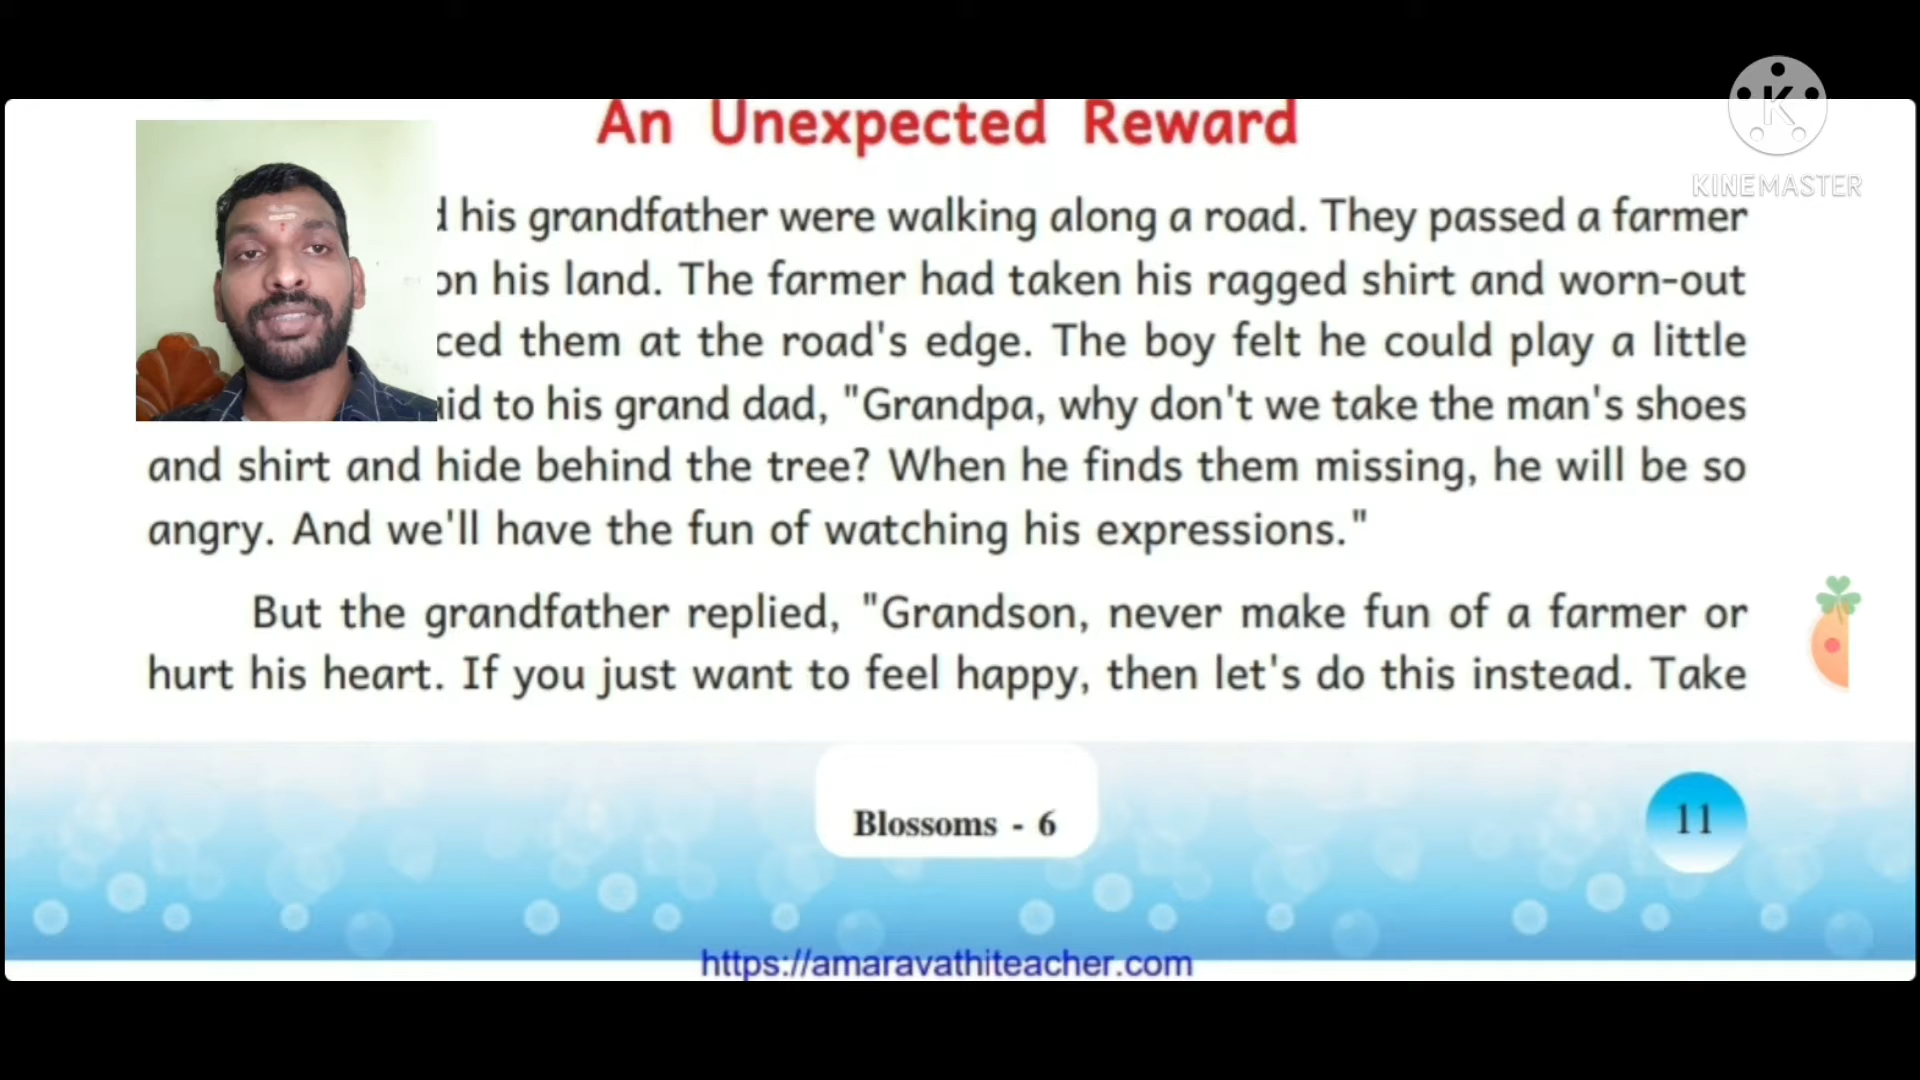 An Unexpected Reward
KINEMASTER
his grandfather were walking along a road. They passed a farmer
on his land. The farmer had taken his ragged shirt and worn-out
them at the road's edge. The boy felt he could play a little
to his grand dad, "Grandpa, why don't we take the man's shoes
and shirt and hide behind the tree? When he finds them missing, he will be so
angry. And we'll have the fun of watching his expressions."
But the grandfather replied, "Grandson, never make fun of a farmer or
hurt his heart. If you just want to feel happy, then let's do this instead. Take
Blossoms - 6
11
https://amaravathiteacher.com